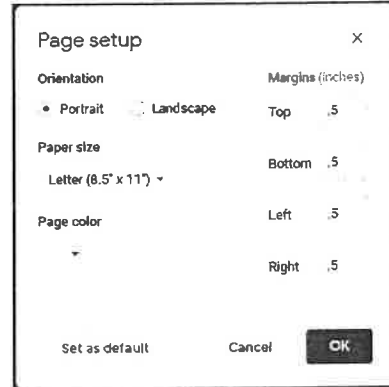 Page setup
×
Orientation
Portrait Landscape
Paper size
Letter (8.5" x 11")
Page color
Margins (inches)
Top .5
Bottom .5
Left .5
Right .5
Set as default Cancel OK